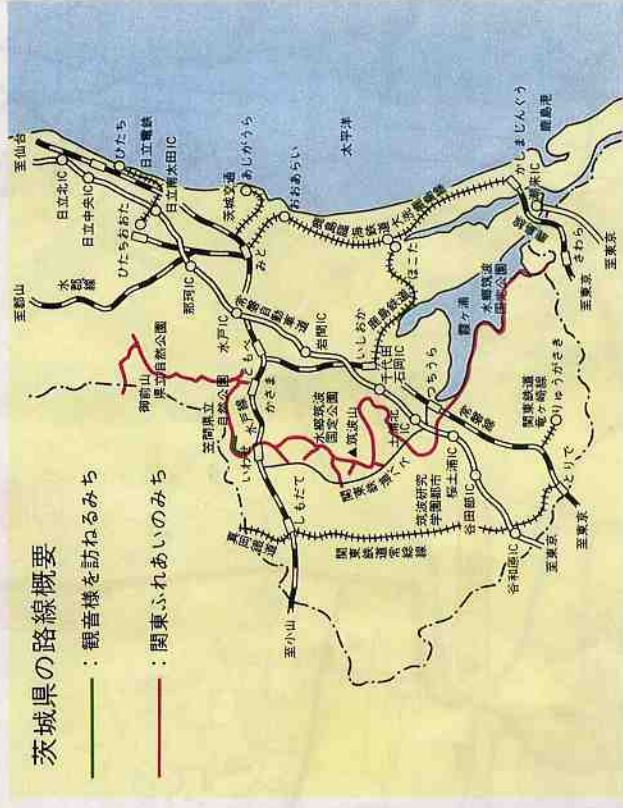 茨城県の路線概要
：観音様を訪ねるみち
：関東ふれあいのみち
至仙台
日立北IC
日立中央IC
ひたち
日立電鉄
日立南太田IC
ひたちおおた
至郡山
水郡線
那珂IC
茨城交通
あじがうら
おおあらい
みと
太平洋
御前山
県立自然公園
水戸IC
常磐自動車道
鹿島臨海鉄道
大洗鹿島線
笠間県立
自然公園
ともべ
かさま
水戸線
いわせ
岩間IC
いしおか
鹿島鉄道
ほこた
かしまじんぐう
鹿島港
潮来IC
鹿島線
さわら
至東京
至東京
真岡鐵道
しもだて
至小山
水郷筑波
国定公園
筑波山
千代田
石岡IC
土浦北
IC
つちうら
霞ケ浦
水郷筑波
国定公園
関東鉄道バス
筑波研究
学園都市
桜土浦IC
常磐線
谷田部IC
関東鉄道常総線
関東鉄道
竜ケ崎線
りゅうがさき
とりで
谷和原IC
至東京
至東京